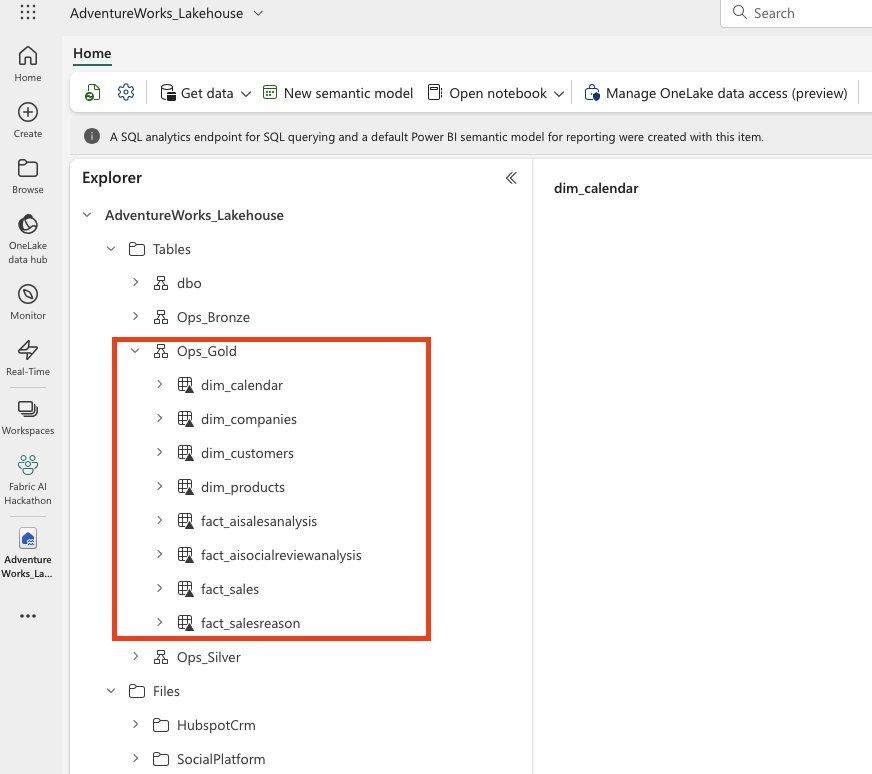 AdventureWorks_Lakehouse
Search
Home
Home
Create
Browse
OneLake
data hub
Monitor
Real-Time
Workspaces
Fabric AI
Hackathon
Adventure
Works_La...
Get data
New semantic model
Open notebook
Manage OneLake data access (preview)
A SQL analytics endpoint for SQL querying and a default Power BI semantic model for reporting were created with this item.
Explorer
AdventureWorks_Lakehouse
Tables
dbo
Ops_Bronze
Ops_Gold
dim_calendar
dim_companies
dim_customers
dim_products
fact_aisalesanalysis
fact_aisocialreviewanalysis
fact_sales
fact_salesreason
Ops_Silver
Files
HubspotCrm
SocialPlatform
dim_calendar